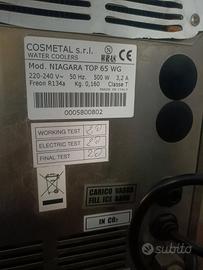 COSMETAL s.r.l.
WATER COOLERS
WRAS
Mod. NIAGARA TOP 65 WG
220-240 V~ 50 Hz. 500 W 3,2 A
Freon R134a Kg. 0,160 Classe T
0005800802
WORKING TEST
ELECTRIC TEST
FINAL TEST
CARICO VASCA
FILL ICE BANK
IN CO2
subito